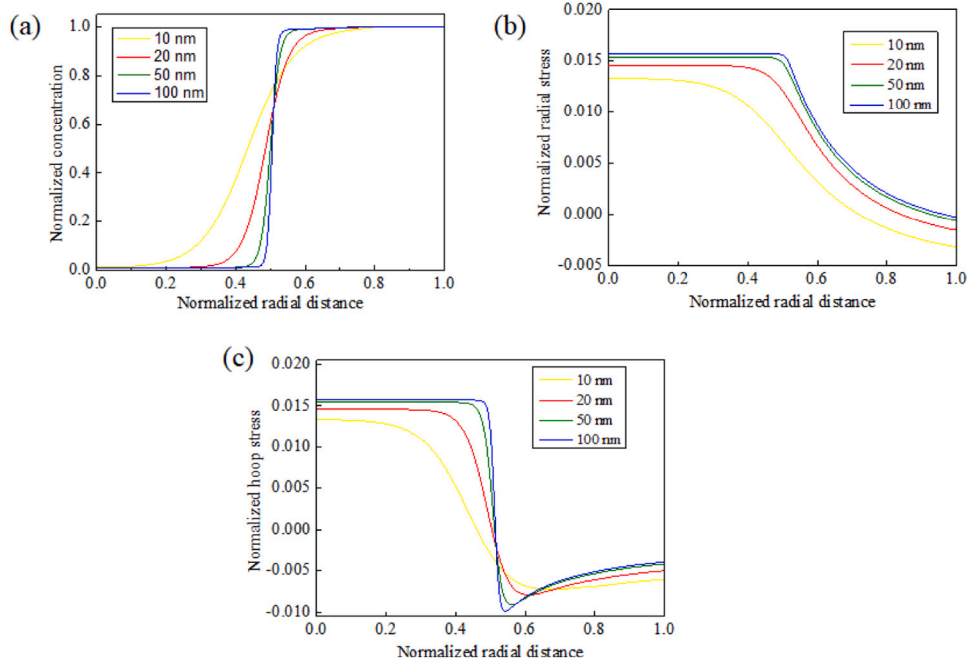 (a)
1.0
0.8
0.6
0.4
0.2
0.0
Normalized concentration
10 nm
20 nm
50 nm
100 nm
0.0 0.2 0.4 0.6 0.8 1.0
Normalized radial distance
(b)
0.020
0.015
0.010
0.005
0.000
-0.005
Normalized radial stress
10 nm
20 nm
50 nm
100 nm
0.0 0.2 0.4 0.6 0.8 1.0
Normalized radial distance
(c)
0.020
0.015
0.010
0.005
0.000
-0.005
-0.010
Normalized hoop stress
10 nm
20 nm
50 nm
100 nm
0.0 0.2 0.4 0.6 0.8 1.0
Normalized radial distance